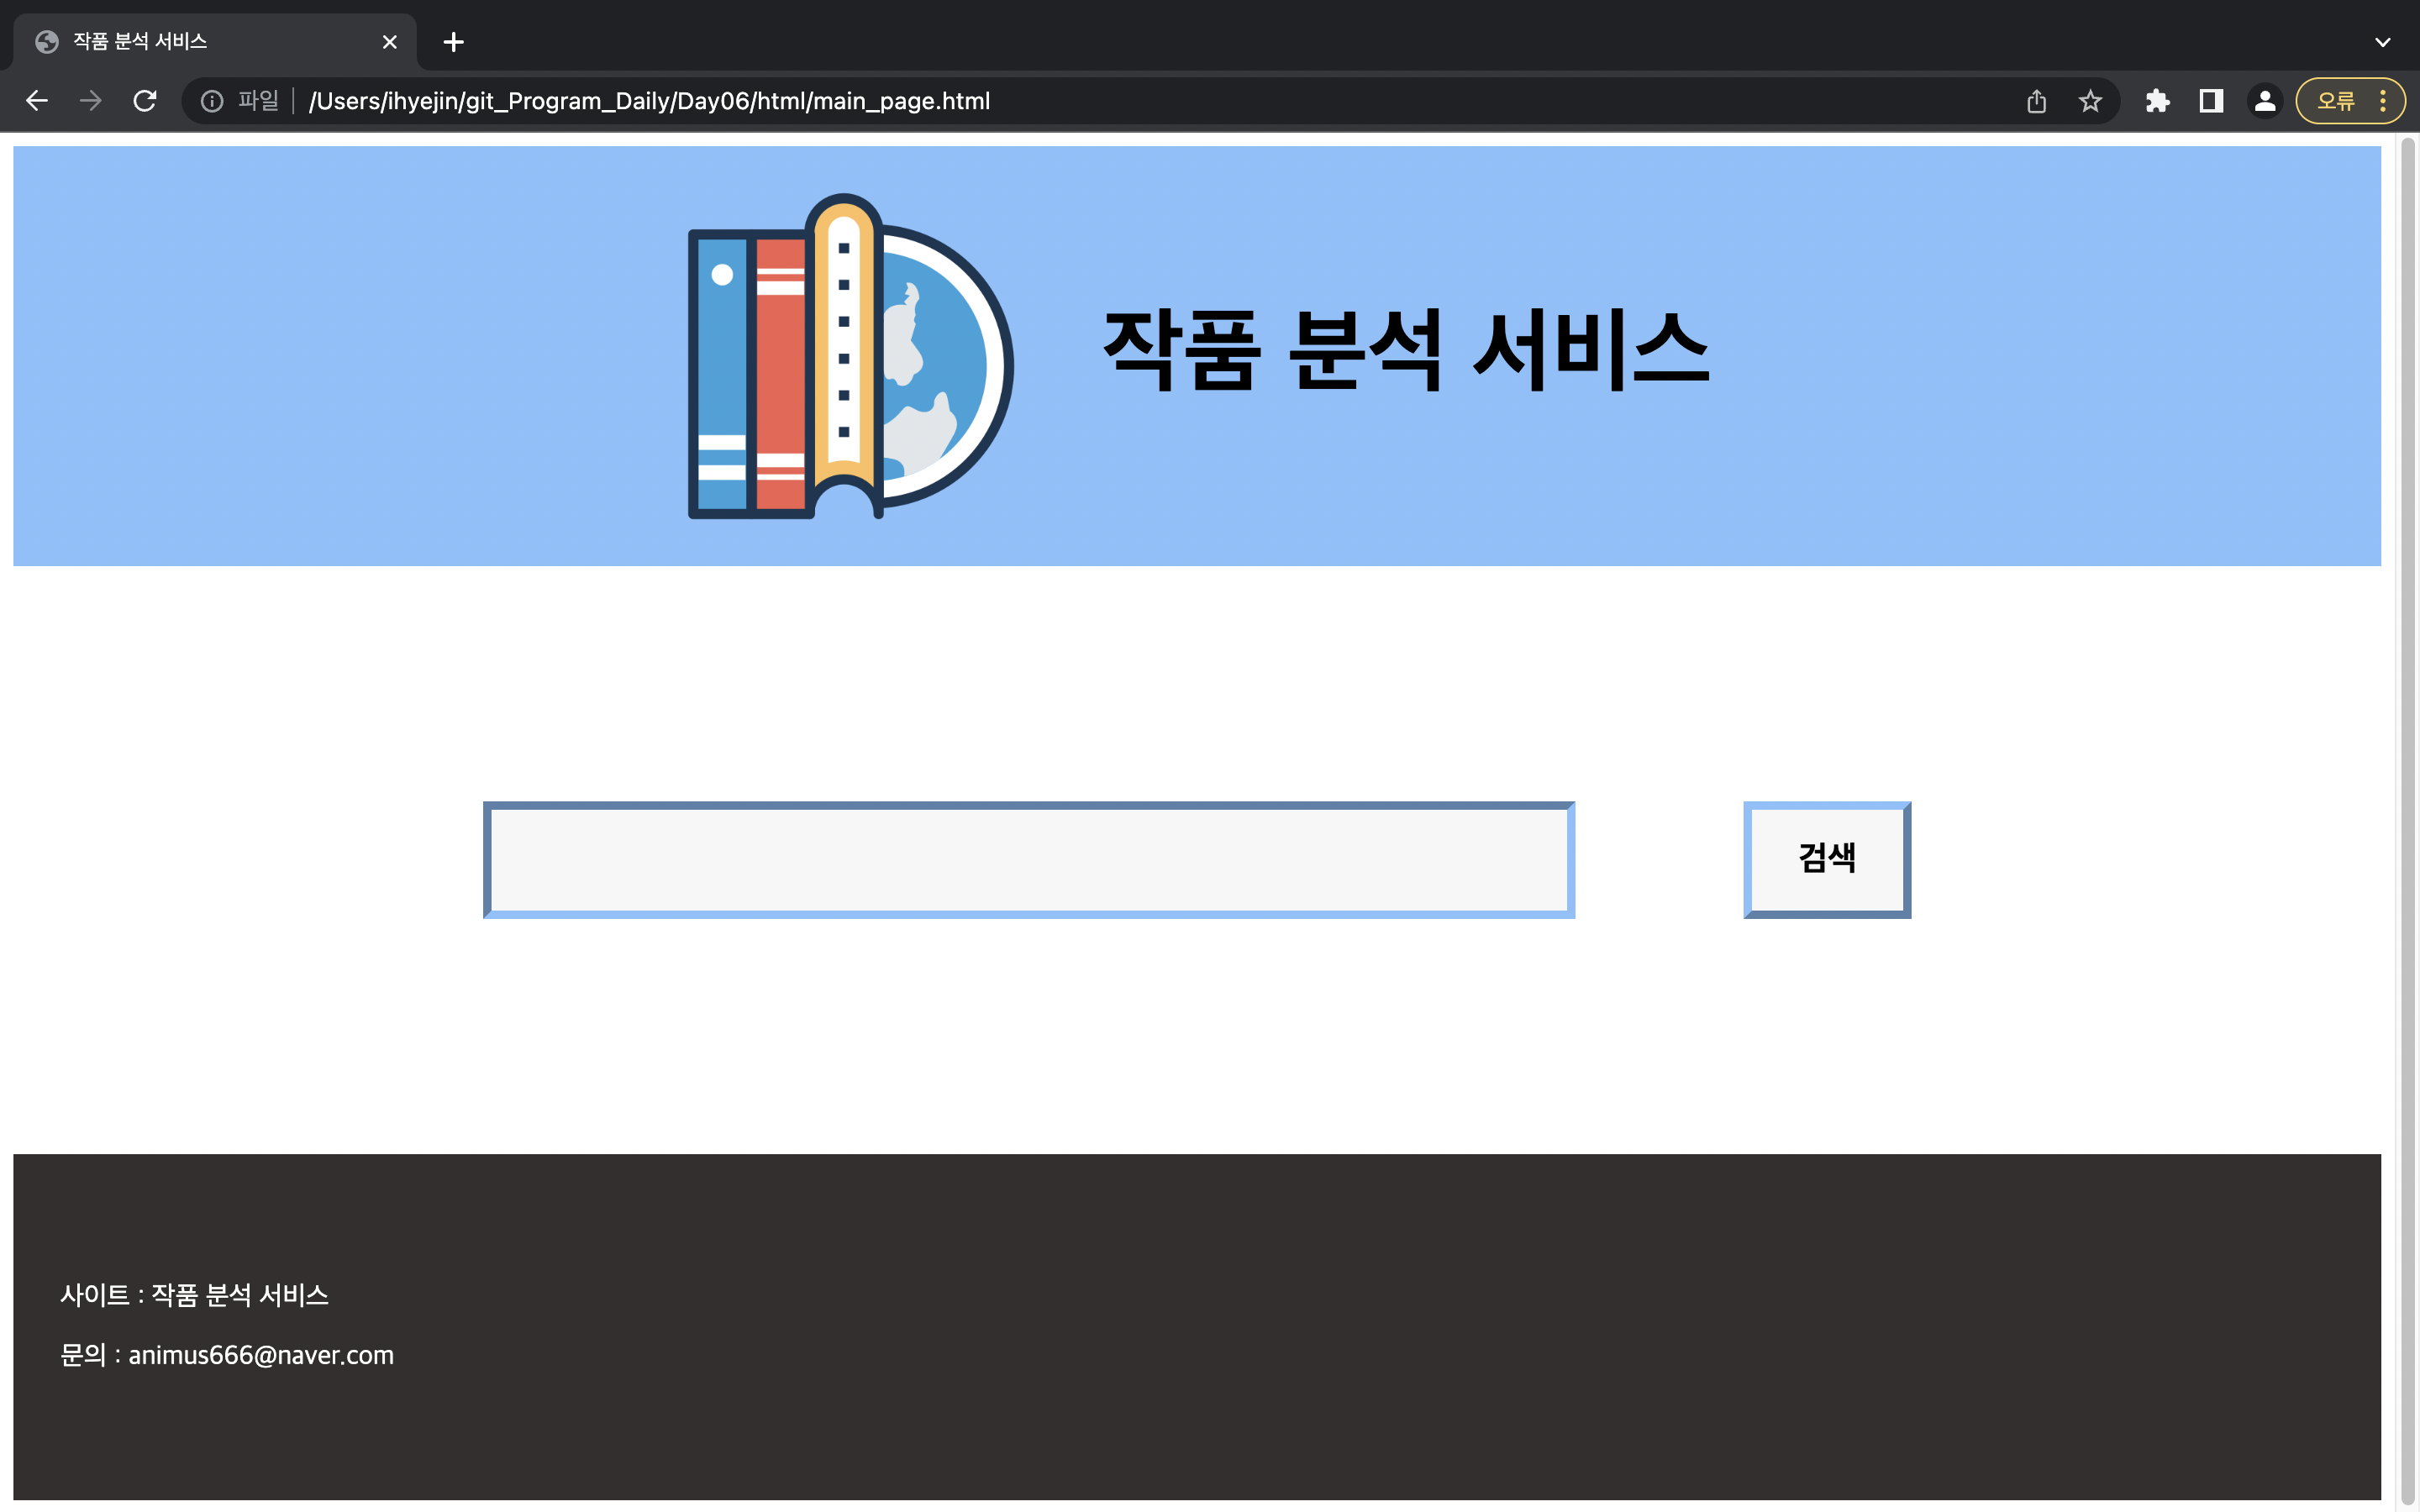 작품 분석 서비스
파일 /Users/ihyejin/git_Program_Daily/Day06/html/main_page.html 오류
작품 분석 서비스
검색
사이트 : 작품 분석 서비스
문의 : animus666@naver.com